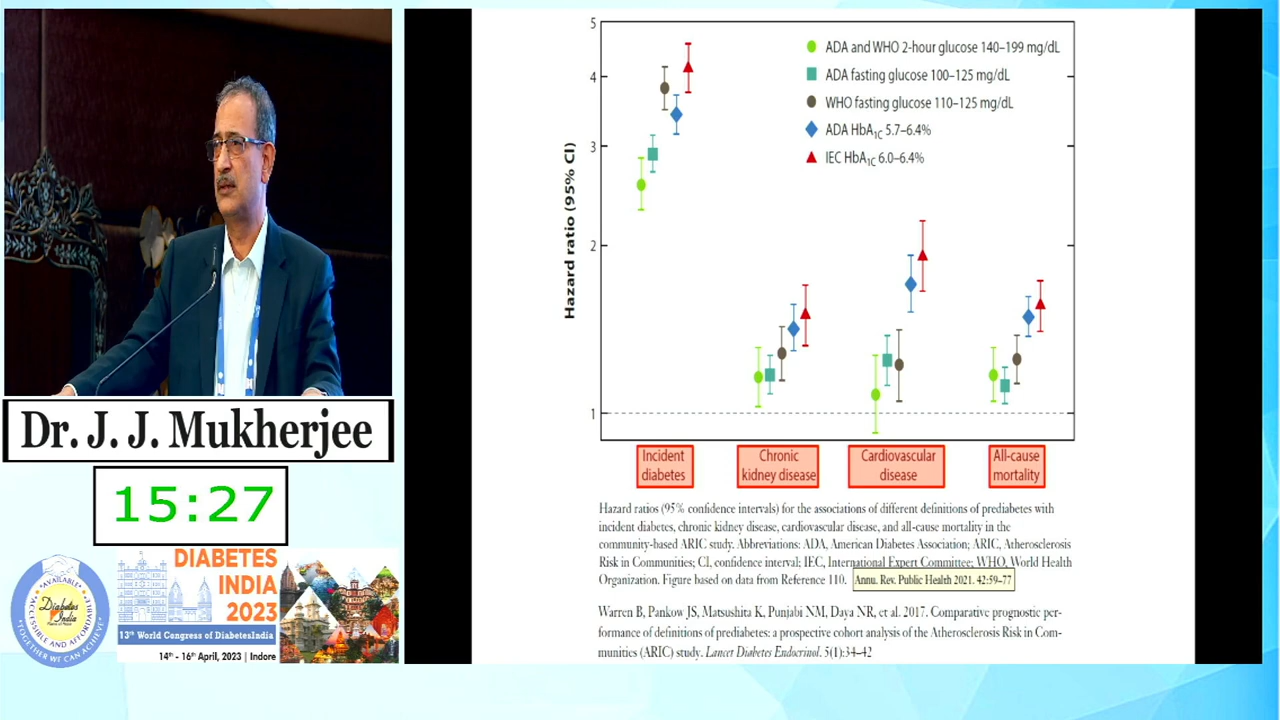 5
4
3
2
1
Hazard ratio (95% CI)
ADA and WHO 2-hour glucose 140–199 mg/dL
ADA fasting glucose 100–125 mg/dL
WHO fasting glucose 110–125 mg/dL
ADA HbA1C 5.7–6.4%
IEC HbA1C 6.0–6.4%
Incident
diabetes
Chronic
kidney disease
Cardiovascular
disease
All-cause
mortality
Hazard ratios (95% confidence intervals) for the associations of different definitions of prediabetes with
incident diabetes, chronic kidney disease, cardiovascular disease, and all-cause mortality in the
community-based ARIC study. Abbreviations: ADA, American Diabetes Association; ARIC, Atherosclerosis
Risk in Communities; CI, confidence interval; IEC, International Expert Committee; WHO, World Health
Organization. Figure based on data from Reference 110. Annu. Rev. Public Health 2021. 42:59–77
Warren B, Pankow JS, Matsushita K, Punjabi NM, Daya NR, et al. 2017. Comparative prognostic per-
formance of definitions of prediabetes: a prospective cohort analysis of the Atherosclerosis Risk in Com-
munities (ARIC) study. Lancet Diabetes Endocrinol. 5(1):34–42
Dr. J. J. Mukherjee
15:27
AVAILABLE
ACCESSIBLE AND AFFORDABLE
Diabetes
India
TOGETHER WE CAN ACHIEVE
DIABETES
INDIA
2023
13th World Congress of DiabetesIndia
14th - 16th April, 2023 | Indore